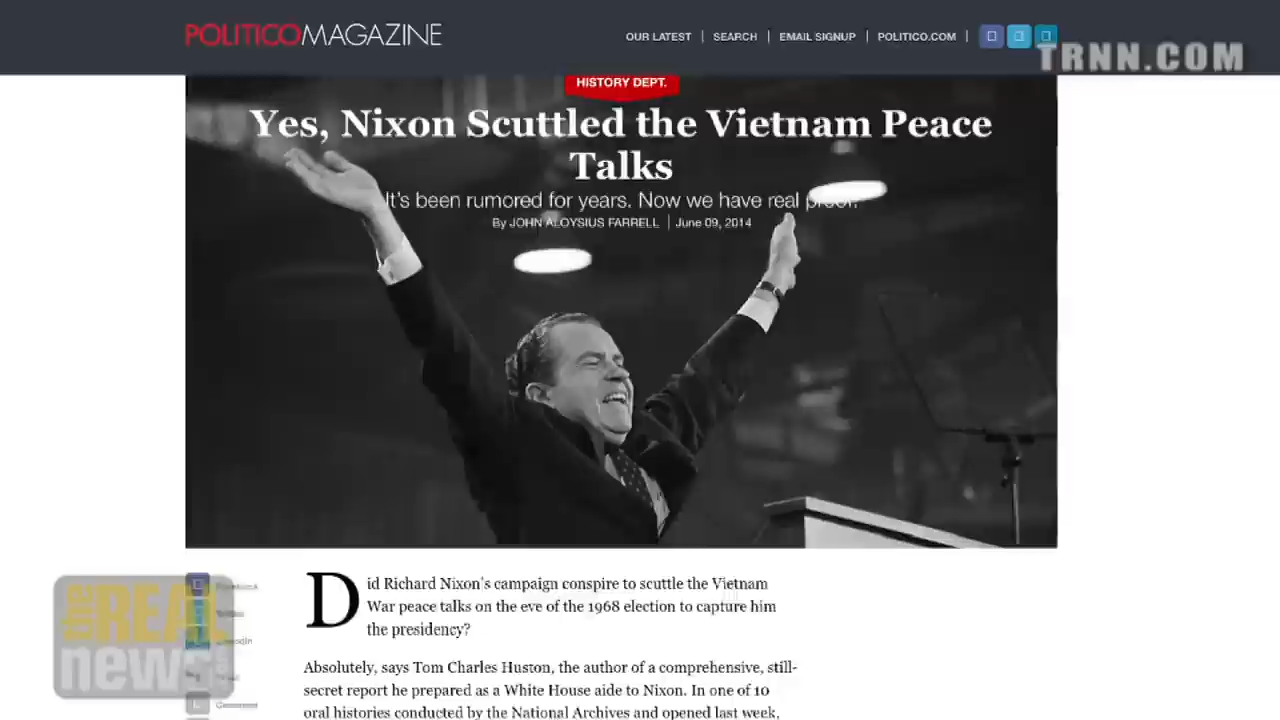 POLITICOMAGAZINE
OUR LATEST | SEARCH | EMAIL SIGNUP | POLITICO.COM |
TRNN.COM
HISTORY DEPT.
Yes, Nixon Scuttled the Vietnam Peace
Talks
It's been rumored for years. Now we have real proof.
By JOHN ALOYSIUS FARRELL | June 09, 2014
Did Richard Nixon's campaign conspire to scuttle the Vietnam
War peace talks on the eve of the 1968 election to capture him
the presidency?
Absolutely, says Tom Charles Huston, the author of a comprehensive, still-
secret report he prepared as a White House aide to Nixon. In one of 10
oral histories conducted by the National Archives and opened last week,
the REAL
news